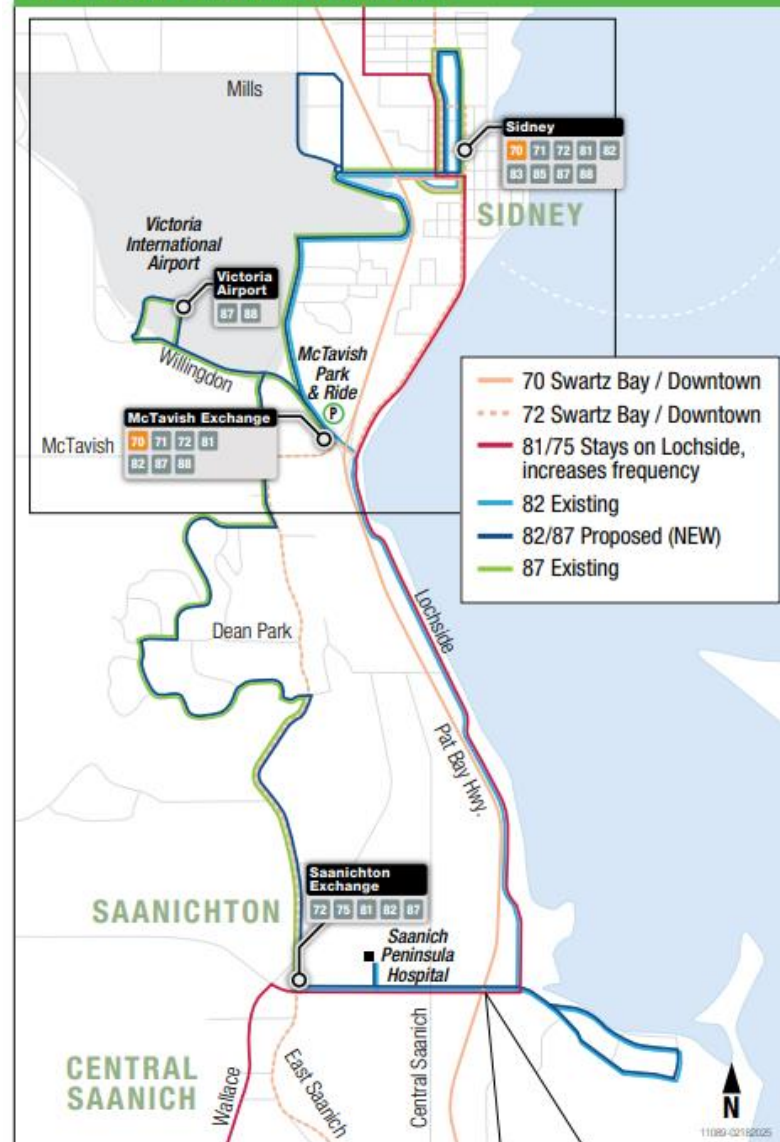 Mills
Sidney
70 71 72 81 82
83 85 87 88
SIDNEY
Victoria
International
Airport
Victoria
Airport
87 88
Willingdon
McTavish
Park
& Ride
P
McTavish Exchange
70 71 72 81
82 87 88
McTavish
70 Swartz Bay / Downtown
72 Swartz Bay / Downtown
81/75 Stays on Lochside,
increases frequency
82 Existing
82/87 Proposed (NEW)
87 Existing
Lochside
Dean Park
Pat Bay Hwy.
Saanichton
Exchange
72 75 81 82 87
SAANICHTON
Saanich
Peninsula
Hospital
CENTRAL
SAANICH
Wallace
East Saanich
Central Saanich
N
11089-02182025